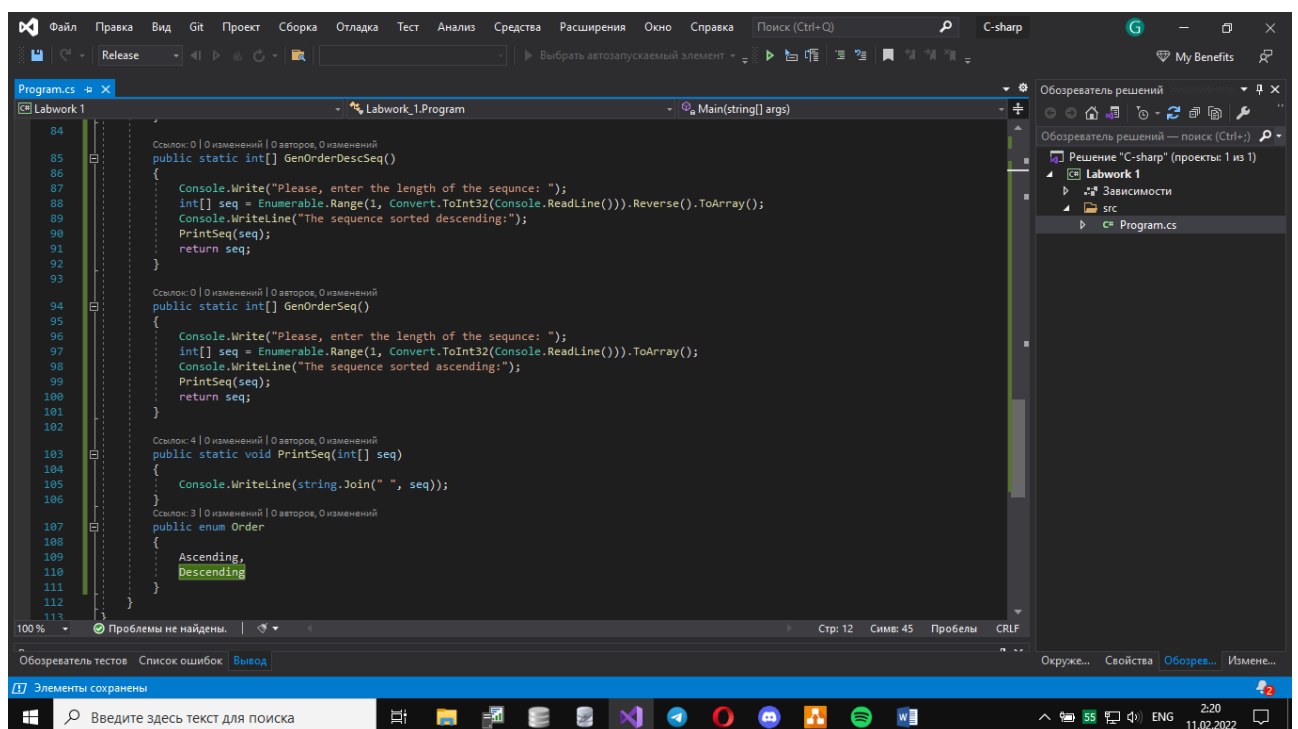 Файл Правка Вид Git Проект Сборка Отладка Тест Анализ Средства Расширения Окно Справка Поиск (Ctrl+Q) C-sharp G
Release Выбрать автозапускаемый элемент My Benefits
Program.cs
Обозреватель решений
Labwork 1 Labwork_1.Program Main(string[] args)
Обозреватель решений — поиск (Ctrl+;)
Решение "C-sharp" (проекты: 1 из 1)
Labwork 1
Зависимости
src
C# Program.cs
84 }
Ссылок: 0 | 0 изменений | 0 авторов, 0 изменений
85 public static int[] GenOrderDescSeq()
86 {
87 Console.Write("Please, enter the length of the sequnce: ");
88 int[] seq = Enumerable.Range(1, Convert.ToInt32(Console.ReadLine())).Reverse().ToArray();
89 Console.WriteLine("The sequence sorted descending:");
90 PrintSeq(seq);
91 return seq;
92 }
93
Ссылок: 0 | 0 изменений | 0 авторов, 0 изменений
94 public static int[] GenOrderSeq()
95 {
96 Console.Write("Please, enter the length of the sequnce: ");
97 int[] seq = Enumerable.Range(1, Convert.ToInt32(Console.ReadLine())).ToArray();
98 Console.WriteLine("The sequence sorted ascending:");
99 PrintSeq(seq);
100 return seq;
101 }
102
Ссылок: 4 | 0 изменений | 0 авторов, 0 изменений
103 public static void PrintSeq(int[] seq)
104 {
105 Console.WriteLine(string.Join(" ", seq));
106 }
Ссылок: 3 | 0 изменений | 0 авторов, 0 изменений
107 public enum Order
108 {
109 Ascending,
110 Descending
111 }
112 }
113 }
100 % Проблемы не найдены. Стр: 12 Симв: 45 Пробелы CRLF
Обозреватель тестов Список ошибок Вывод
Окруже... Свойства Обозрев... Измене...
Элементы сохранены 2
Введите здесь текст для поиска
55 ENG 2:20
11.02.2022